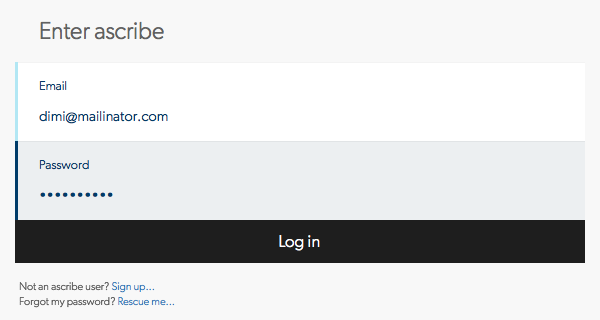 Enter ascribe
Email
dimi@mailinator.com
Password
••••••••••
Log in
Not an ascribe user? Sign up...
Forgot my password? Rescue me...